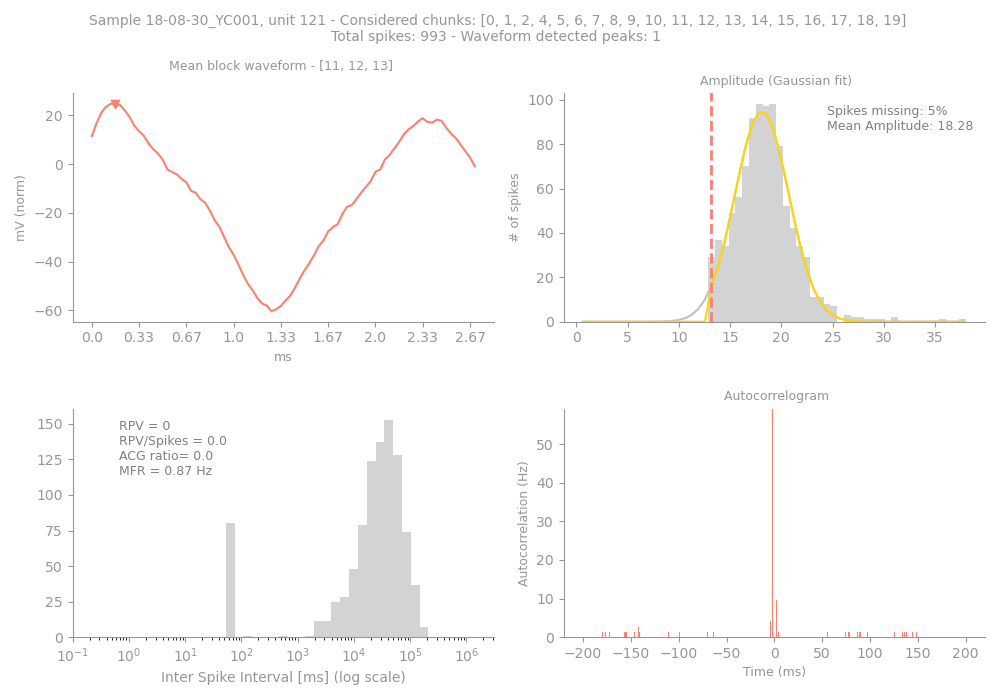 Sample 18-08-30_YC001, unit 121 - Considered chunks: [0, 1, 2, 4, 5, 6, 7, 8, 9, 10, 11, 12, 13, 14, 15, 16, 17, 18, 19]
Total spikes: 993 - Waveform detected peaks: 1
Mean block waveform - [11, 12, 13]
20
0
−20
−40
−60
mV (norm)
0.0 0.33 0.67 1.0 1.33 1.67 2.0 2.33 2.67
ms
Amplitude (Gaussian fit)
Spikes missing: 5%
Mean Amplitude: 18.28
100
80
60
40
20
0
# of spikes
0 5 10 15 20 25 30 35
RPV = 0
RPV/Spikes = 0.0
ACG ratio= 0.0
MFR = 0.87 Hz
150
125
100
75
50
25
0
10⁻¹ 10⁰ 10¹ 10² 10³ 10⁴ 10⁵ 10⁶
Inter Spike Interval [ms] (log scale)
Autocorrelogram
50
40
30
20
10
0
Autocorrelation (Hz)
−200 −150 −100 −50 0 50 100 150 200
Time (ms)